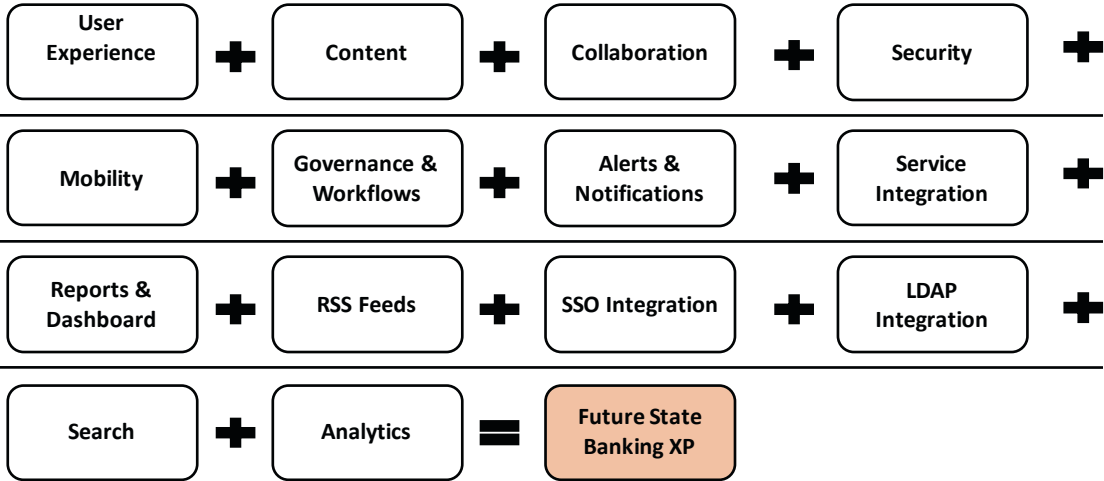 User
Experience
Content
Collaboration
Security
Mobility
Governance &
Workflows
Alerts &
Notifications
Service
Integration
Reports &
Dashboard
RSS Feeds
SSO Integration
LDAP
Integration
Search
Analytics
Future State
Banking XP